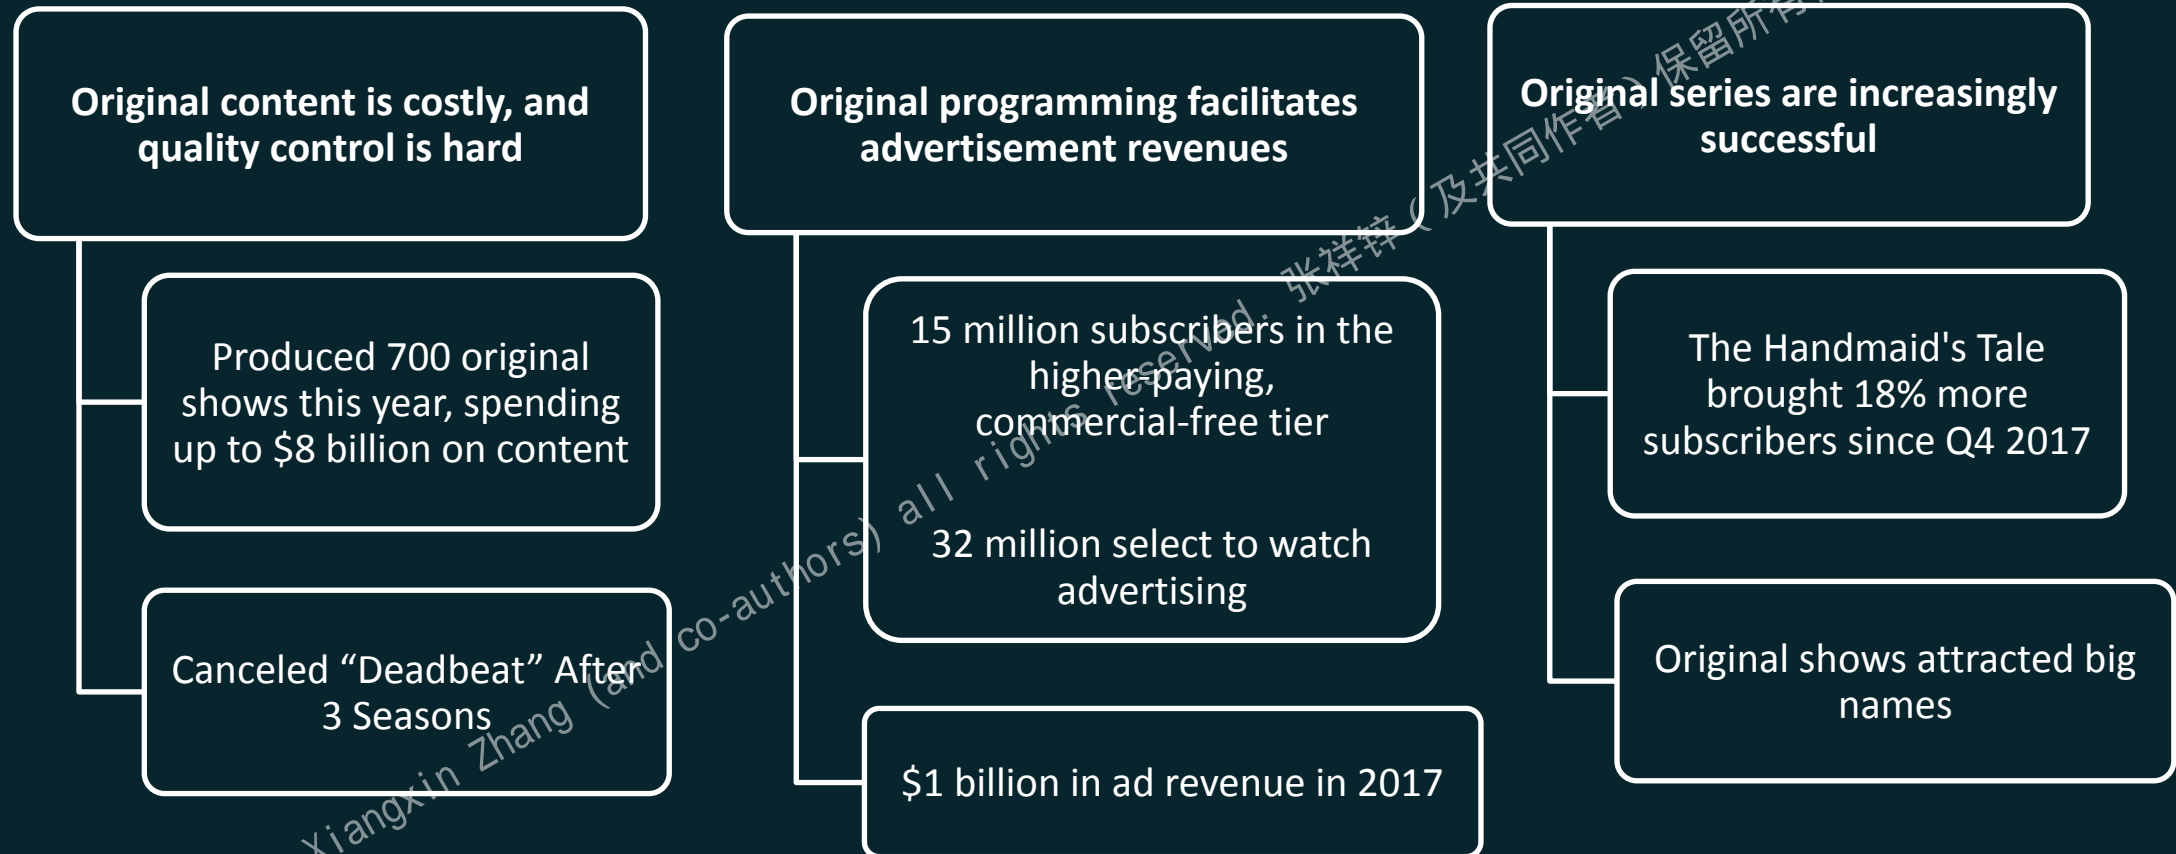 Original content is costly, and
quality control is hard
Produced 700 original
shows this year, spending
up to $8 billion on content
Canceled “Deadbeat” After
3 Seasons
Original programming facilitates
advertisement revenues
15 million subscribers in the
higher-paying,
commercial-free tier
32 million select to watch
advertising
$1 billion in ad revenue in 2017
Original series are increasingly
successful
The Handmaid's Tale
brought 18% more
subscribers since Q4 2017
Original shows attracted big
names
Xiangxin Zhang (and co-authors) all rights reserved. 张祥锌（及共同作者）保留所有